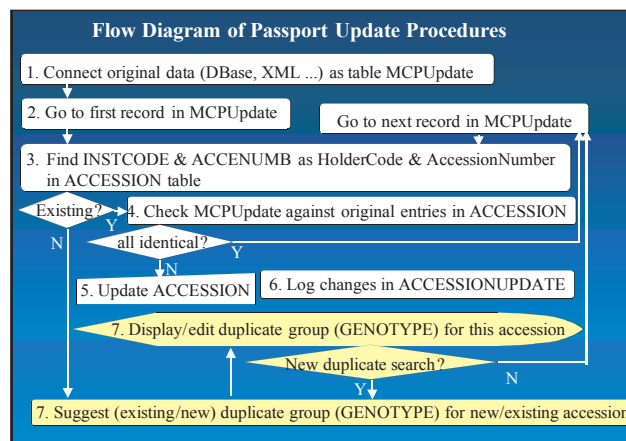 Flow Diagram of Passport Update Procedures
1. Connect original data (DBase, XML ...) as table MCPUpdate
2. Go to first record in MCPUpdate
Go to next record in MCPUpdate
3. Find INSTCODE & ACCENUMB as HolderCode & AccessionNumber
in ACCESSION table
Existing?
Y
4. Check MCPUpdate against original entries in ACCESSION
N
all identical?
Y
N
5. Update ACCESSION
6. Log changes in ACCESSIONUPDATE
7. Display/edit duplicate group (GENOTYPE) for this accession
New duplicate search?
N
Y
7. Suggest (existing/new) duplicate group (GENOTYPE) for new/existing accession